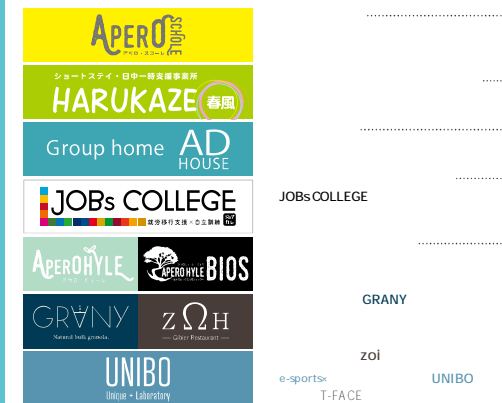 APERO SCHOLE
アペロ・スコーレ
ショートステイ・日中一時支援事業所
HARUKAZE 春風
Group home AD HOUSE
JOBs COLLEGE
就労移行支援×自立訓練
JOBs COLLEGE
APEROHYLE
APERO HYLE BIOS
GRANY
Natural bulk granola.
ZΩH
Gibier Restaurant
GRANY
zoi
UNIBO
Unique + Laboratory
e-sports×
UNIBO
T-FACE